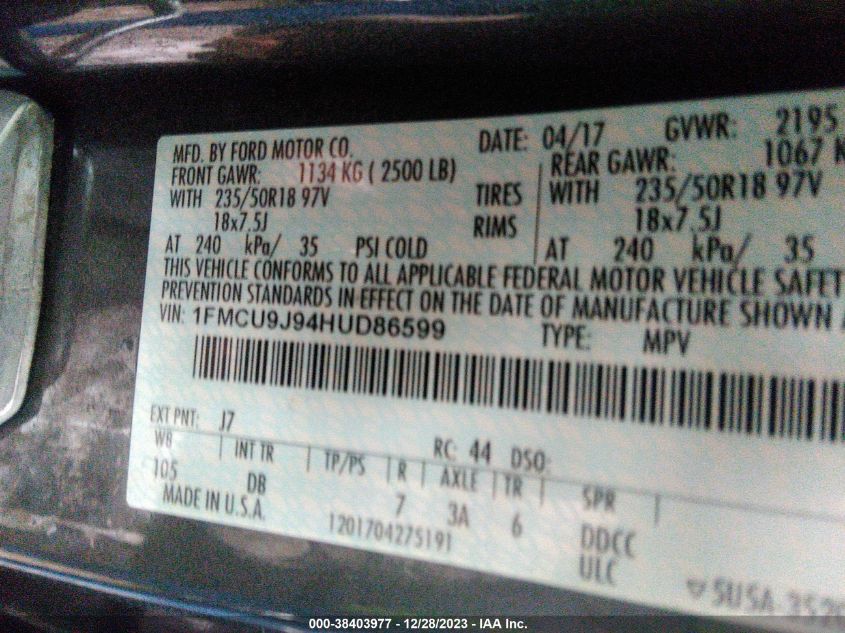 MFD. BY FORD MOTOR CO. DATE: 04/17 GVWR: 2195
FRONT GAWR: 1134 KG ( 2500 LB) REAR GAWR: 1067 K
WITH 235/50R18 97V TIRES WITH 235/50R18 97V
18x7.5J RIMS 18x7.5J
AT 240 kPa/ 35 PSI COLD AT 240 kPa/ 35
THIS VEHICLE CONFORMS TO ALL APPLICABLE FEDERAL MOTOR VEHICLE SAFET
PREVENTION STANDARDS IN EFFECT ON THE DATE OF MANUFACTURE SHOWN
VIN: 1FMCU9J94HUD86599 TYPE: MPV
EXT PNT: J7 RC: 44 DSO:
WB INT TR TP/PS R AXLE TR SPR
105 DB 7 3A 6 DDCC
MADE IN U.S.A. 1201704275191 ULC
000-38403977 - 12/28/2023 - IAA Inc.